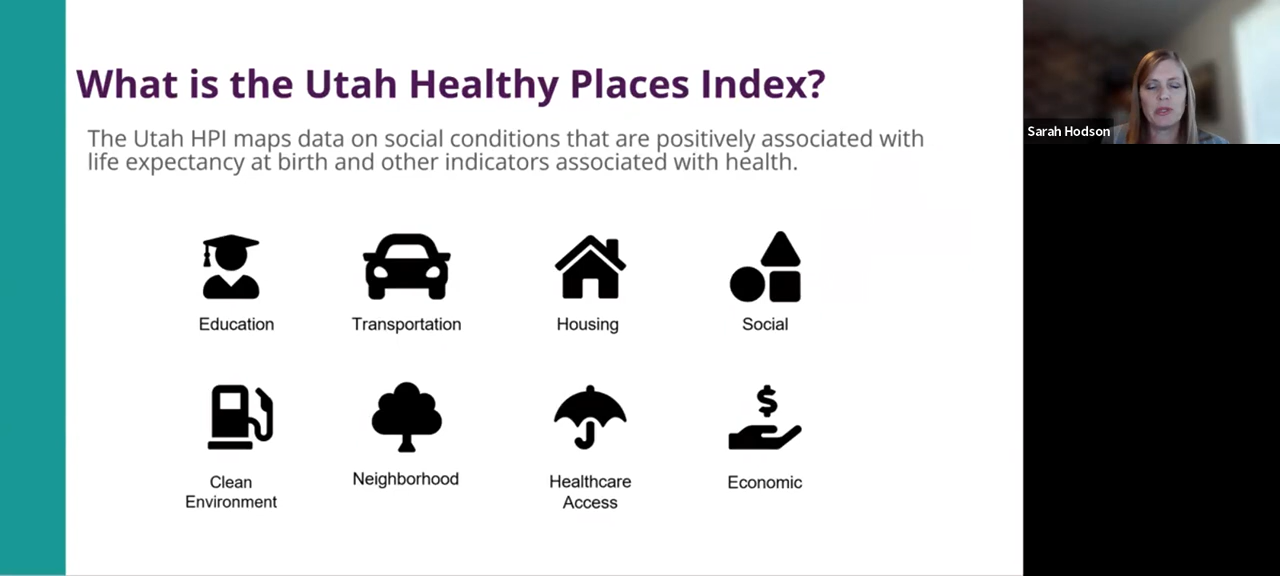 What is the Utah Healthy Places Index?
The Utah HPI maps data on social conditions that are positively associated with
life expectancy at birth and other indicators associated with health.
Education
Transportation
Housing
Social
Clean
Environment
Neighborhood
Healthcare
Access
$
Economic
Sarah Hodson